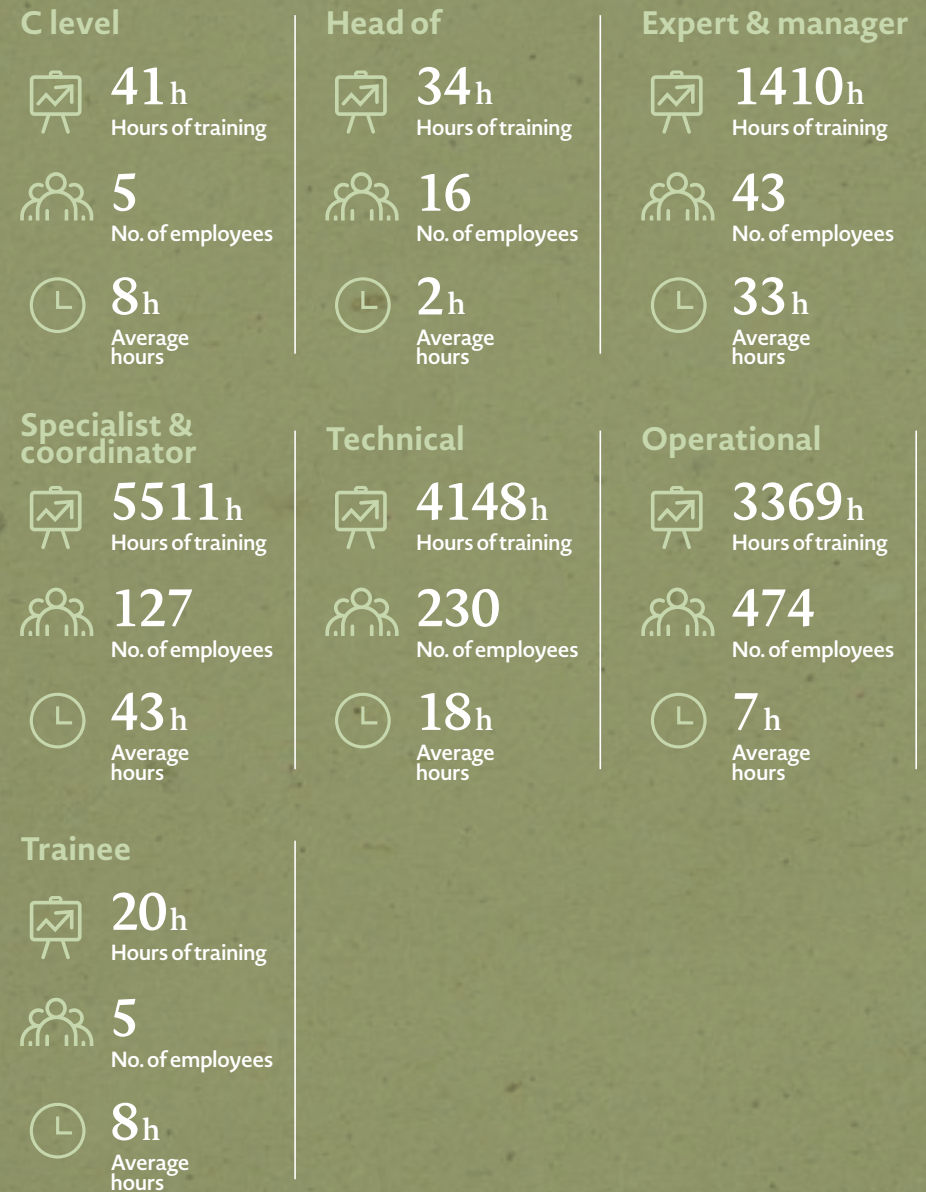 C level
41h
Hours of training
5
No. of employees
8h
Average
hours
Head of
34h
Hours of training
16
No. of employees
2h
Average
hours
Expert & manager
1410h
Hours of training
43
No. of employees
33h
Average
hours
Specialist &
coordinator
5511h
Hours of training
127
No. of employees
43h
Average
hours
Technical
4148h
Hours of training
230
No. of employees
18h
Average
hours
Operational
3369h
Hours of training
474
No. of employees
7h
Average
hours
Trainee
20h
Hours of training
5
No. of employees
8h
Average
hours